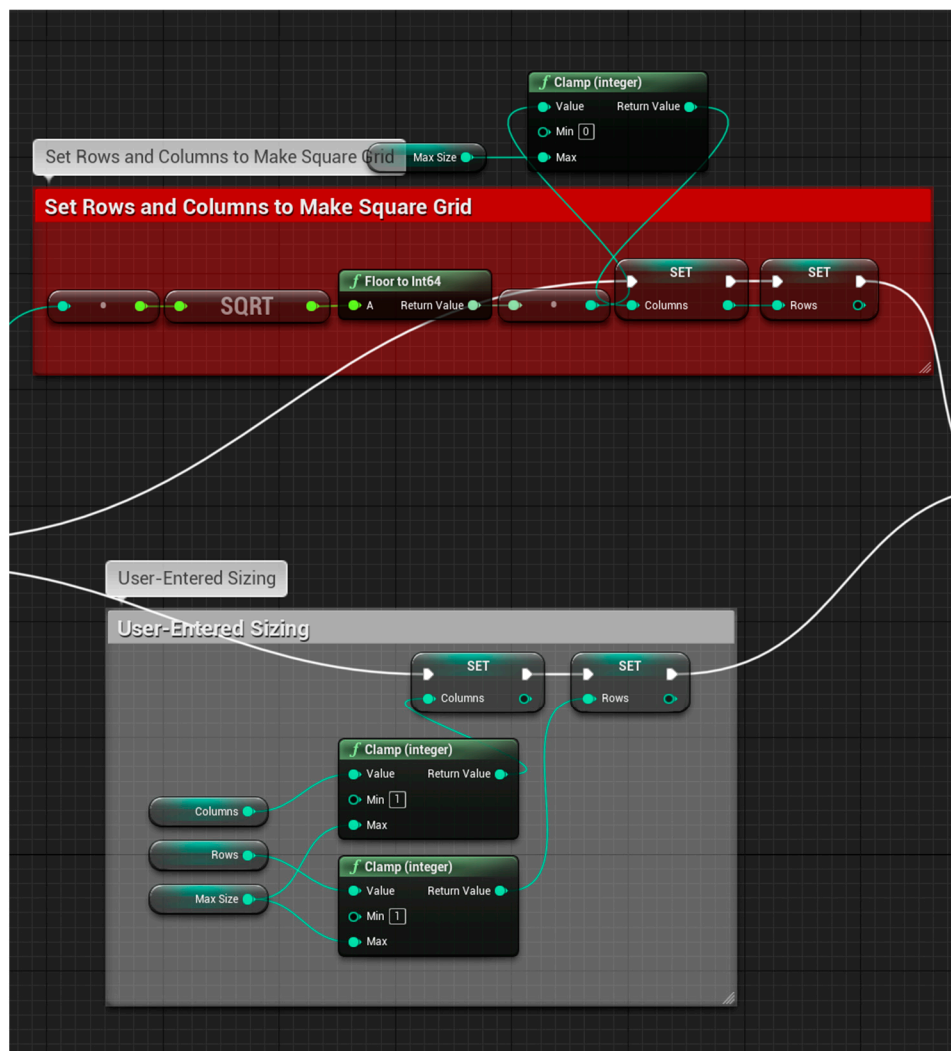 Clamp (integer)
Value Return Value
Min 0
Max
Max Size
Set Rows and Columns to Make Square Grid
Set Rows and Columns to Make Square Grid
SQRT
Floor to Int64
A Return Value
SET
Columns
SET
Rows
User-Entered Sizing
User-Entered Sizing
SET
Columns
SET
Rows
Clamp (integer)
Value Return Value
Min 1
Max
Columns
Rows
Max Size
Clamp (integer)
Value Return Value
Min 1
Max